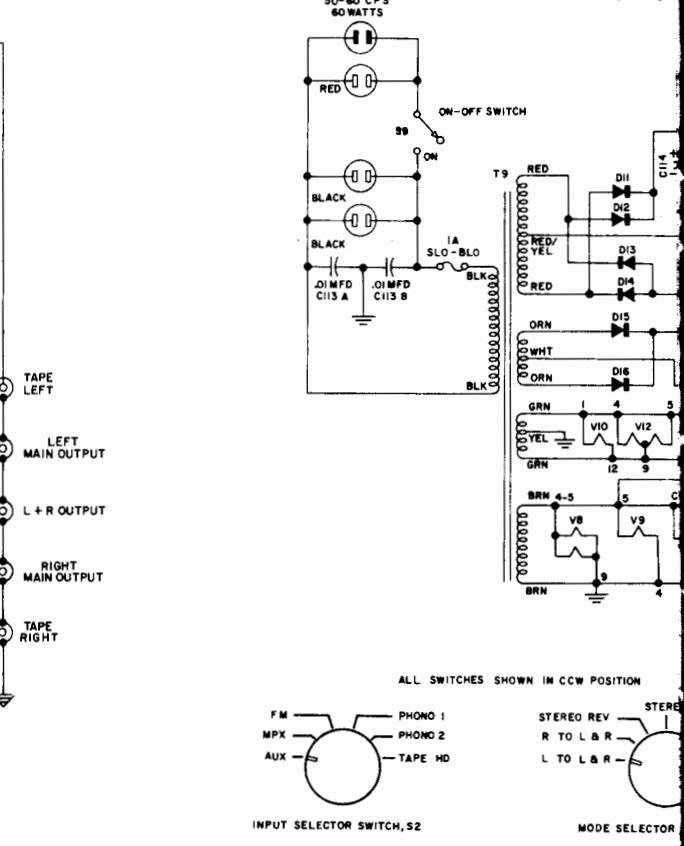 60 WATTS
RED
ON-OFF SWITCH
S9
ON
BLACK
BLACK
1A
SLO-BLO
.01MFD
C113 A
.01MFD
C113 B
BLK
BLK
T9
RED
RED/
YEL
RED
D11
D12
D13
D14
C114
+
ORN
WHT
ORN
D15
D16
GRN
YEL
GRN
1
4
5
V10
V12
12
9
BRN
4-5
5
V8
V9
9
4
BRN
TAPE
LEFT
LEFT
MAIN OUTPUT
L + R OUTPUT
RIGHT
MAIN OUTPUT
TAPE
RIGHT
ALL SWITCHES SHOWN IN CCW POSITION
FM
MPX
AUX
PHONO 1
PHONO 2
TAPE HD
INPUT SELECTOR SWITCH, S2
STEREO REV
R TO L & R
L TO L & R
MODE SELECTOR